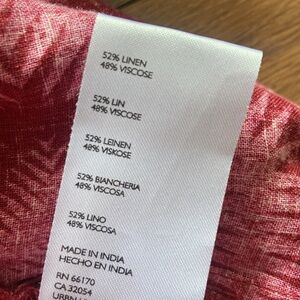 52% LINEN
48% VISCOSE
52% LIN
48% VISCOSE
52% LEINEN
48% VISKOSE
52% BIANCHERIA
48% VISCOSA
52% LINO
48% VISCOSA
MADE IN INDIA
HECHO EN INDIA
RN 66170
CA 32054
URBN